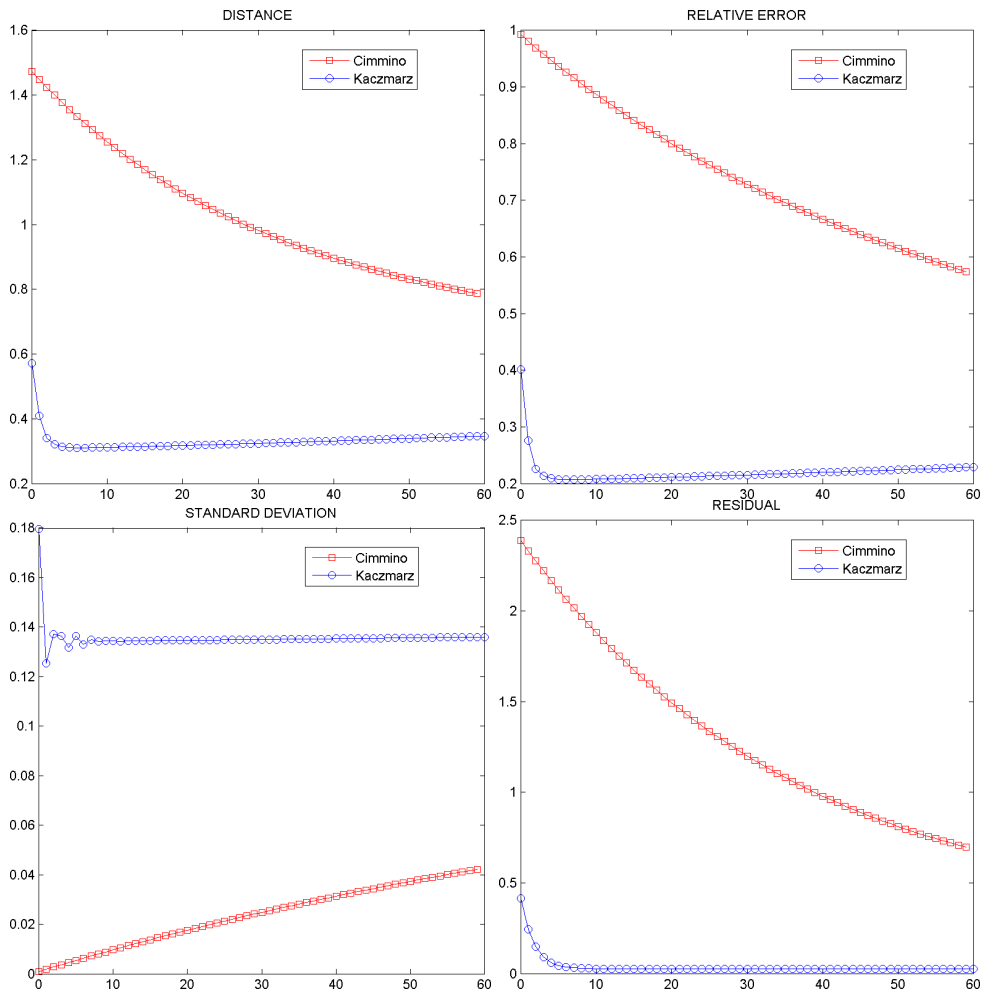 DISTANCE
1.6
1.4
1.2
1
0.8
0.6
0.4
0.2
0 10 20 30 40 50 60
Cimmino
Kaczmarz
RELATIVE ERROR
1
0.9
0.8
0.7
0.6
0.5
0.4
0.3
0.2
0 10 20 30 40 50 60
Cimmino
Kaczmarz
STANDARD DEVIATION
0.18
0.16
0.14
0.12
0.1
0.08
0.06
0.04
0.02
0
0 10 20 30 40 50 60
Cimmino
Kaczmarz
RESIDUAL
2.5
2
1.5
1
0.5
0
0 10 20 30 40 50 60
Cimmino
Kaczmarz